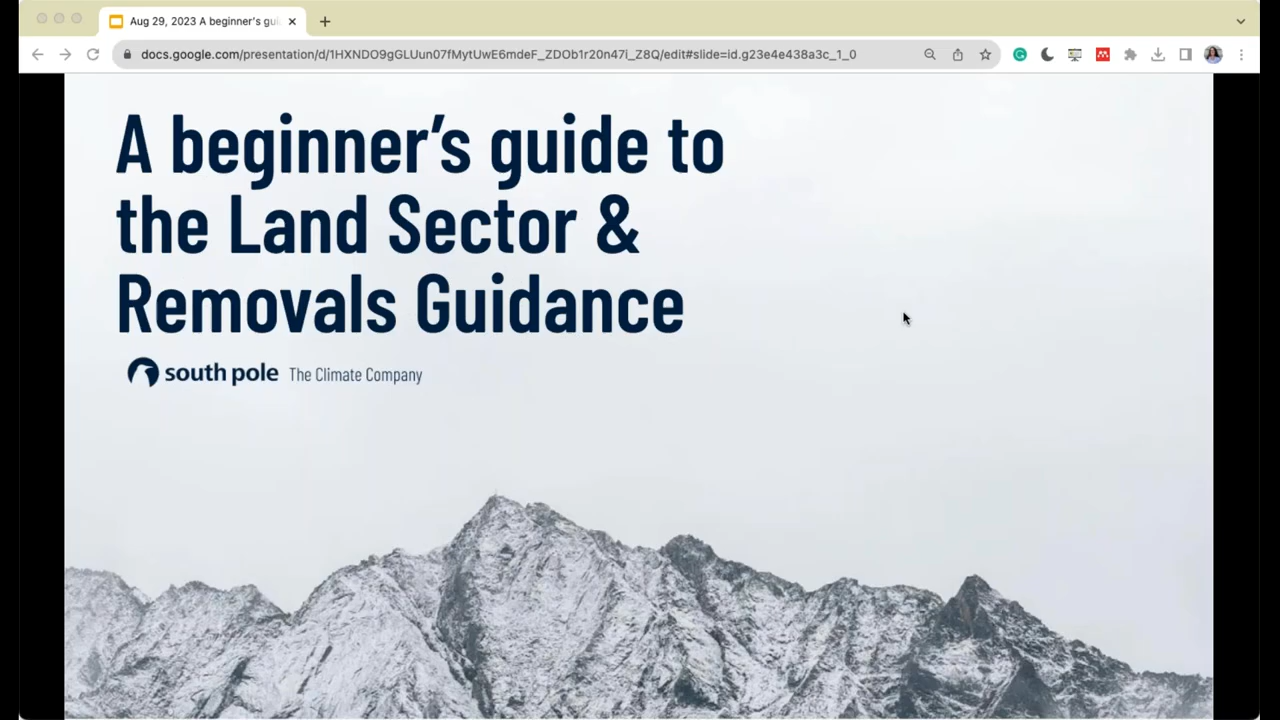 Aug 29, 2023 A beginner's gui
docs.google.com/presentation/d/1HXNDO9gGLUun07fMytUwE6mdeF_ZDOb1r20n47i_Z8Q/edit#slide=id.g23e4e438a3c_1_0
A beginner's guide to
the Land Sector &
Removals Guidance
south pole The Climate Company